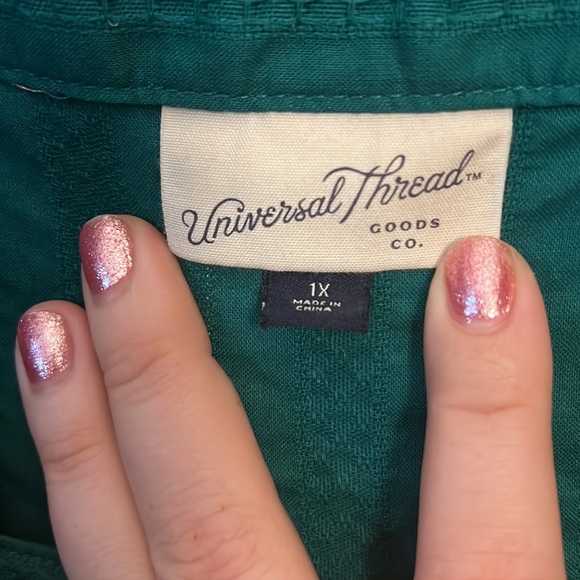 Universal Thread™
GOODS
CO.
1X
MADE IN
CHINA